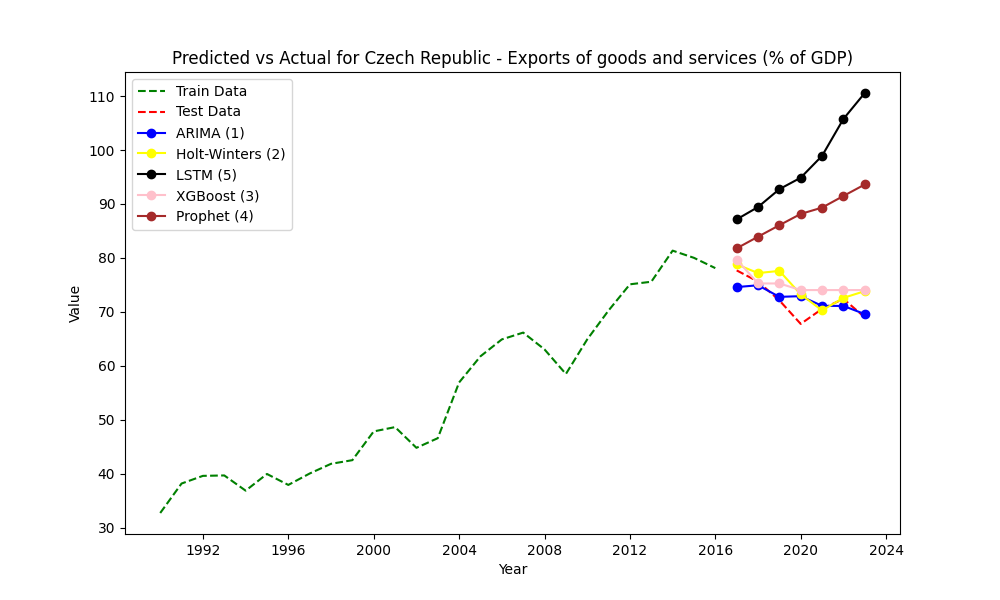 Predicted vs Actual for Czech Republic - Exports of goods and services (% of GDP)
Train Data
Test Data
ARIMA (1)
Holt-Winters (2)
LSTM (5)
XGBoost (3)
Prophet (4)
110
100
90
80
70
60
50
40
30
Value
1992 1996 2000 2004 2008 2012 2016 2020 2024
Year